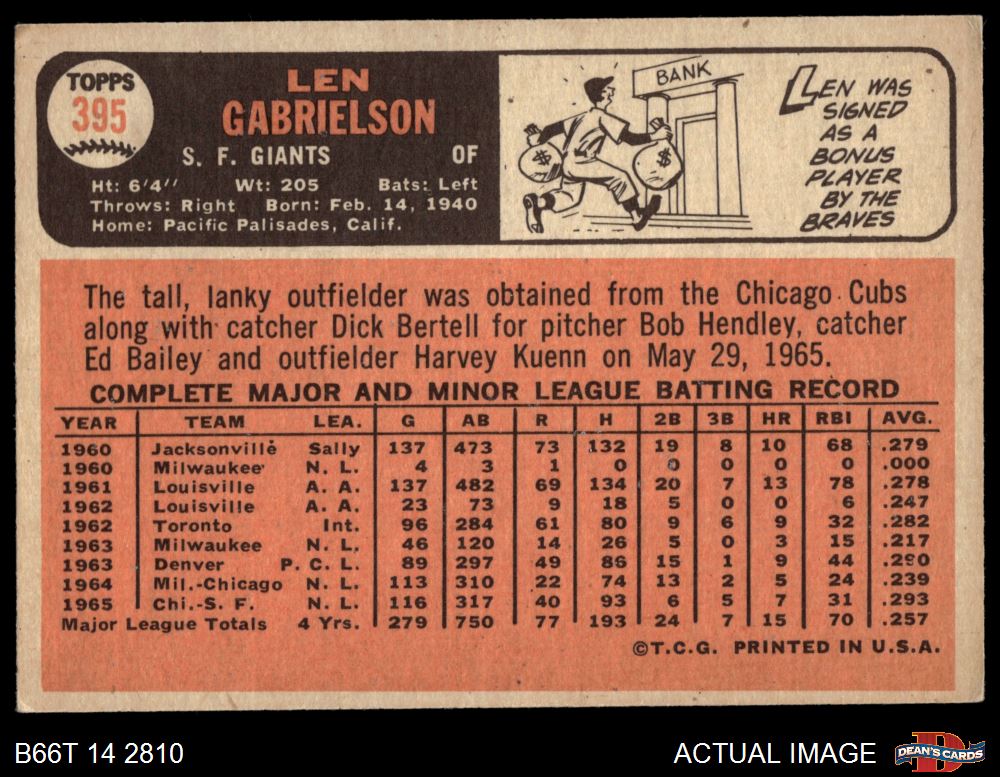 TOPPS
395
LEN
GABRIELSON
S. F. GIANTS OF
Ht: 6'4'' Wt: 205 Bats: Left
Throws: Right Born: Feb. 14, 1940
Home: Pacific Palisades, Calif.
BANK
$ $
LEN WAS
SIGNED
AS A
BONUS
PLAYER
BY THE
BRAVES
The tall, lanky outfielder was obtained from the Chicago Cubs
along with catcher Dick Bertell for pitcher Bob Hendley, catcher
Ed Bailey and outfielder Harvey Kuenn on May 29, 1965.
COMPLETE MAJOR AND MINOR LEAGUE BATTING RECORD
YEAR TEAM LEA. G AB R H 2B 3B HR RBI AVG.
1960 Jacksonville Sally 137 473 73 132 19 8 10 68 .279
1960 Milwaukee N. L. 4 3 1 0 0 0 0 0 .000
1961 Louisville A. A. 137 482 69 134 20 7 13 78 .278
1962 Louisville A. A. 23 73 9 18 5 0 0 6 .247
1962 Toronto Int. 96 284 61 80 9 6 9 32 .282
1963 Milwaukee N. L. 46 120 14 26 5 0 3 15 .217
1963 Denver P. C. L. 89 297 49 86 15 1 9 44 .290
1964 Mil.-Chicago N. L. 113 310 22 74 13 2 5 24 .239
1965 Chi.-S. F. N. L. 116 317 40 93 6 5 7 31 .293
Major League Totals 4 Yrs. 279 750 77 193 24 7 15 70 .257
©T.C.G. PRINTED IN U.S.A.
B66T 14 2810 ACTUAL IMAGE DEAN'S CARDS